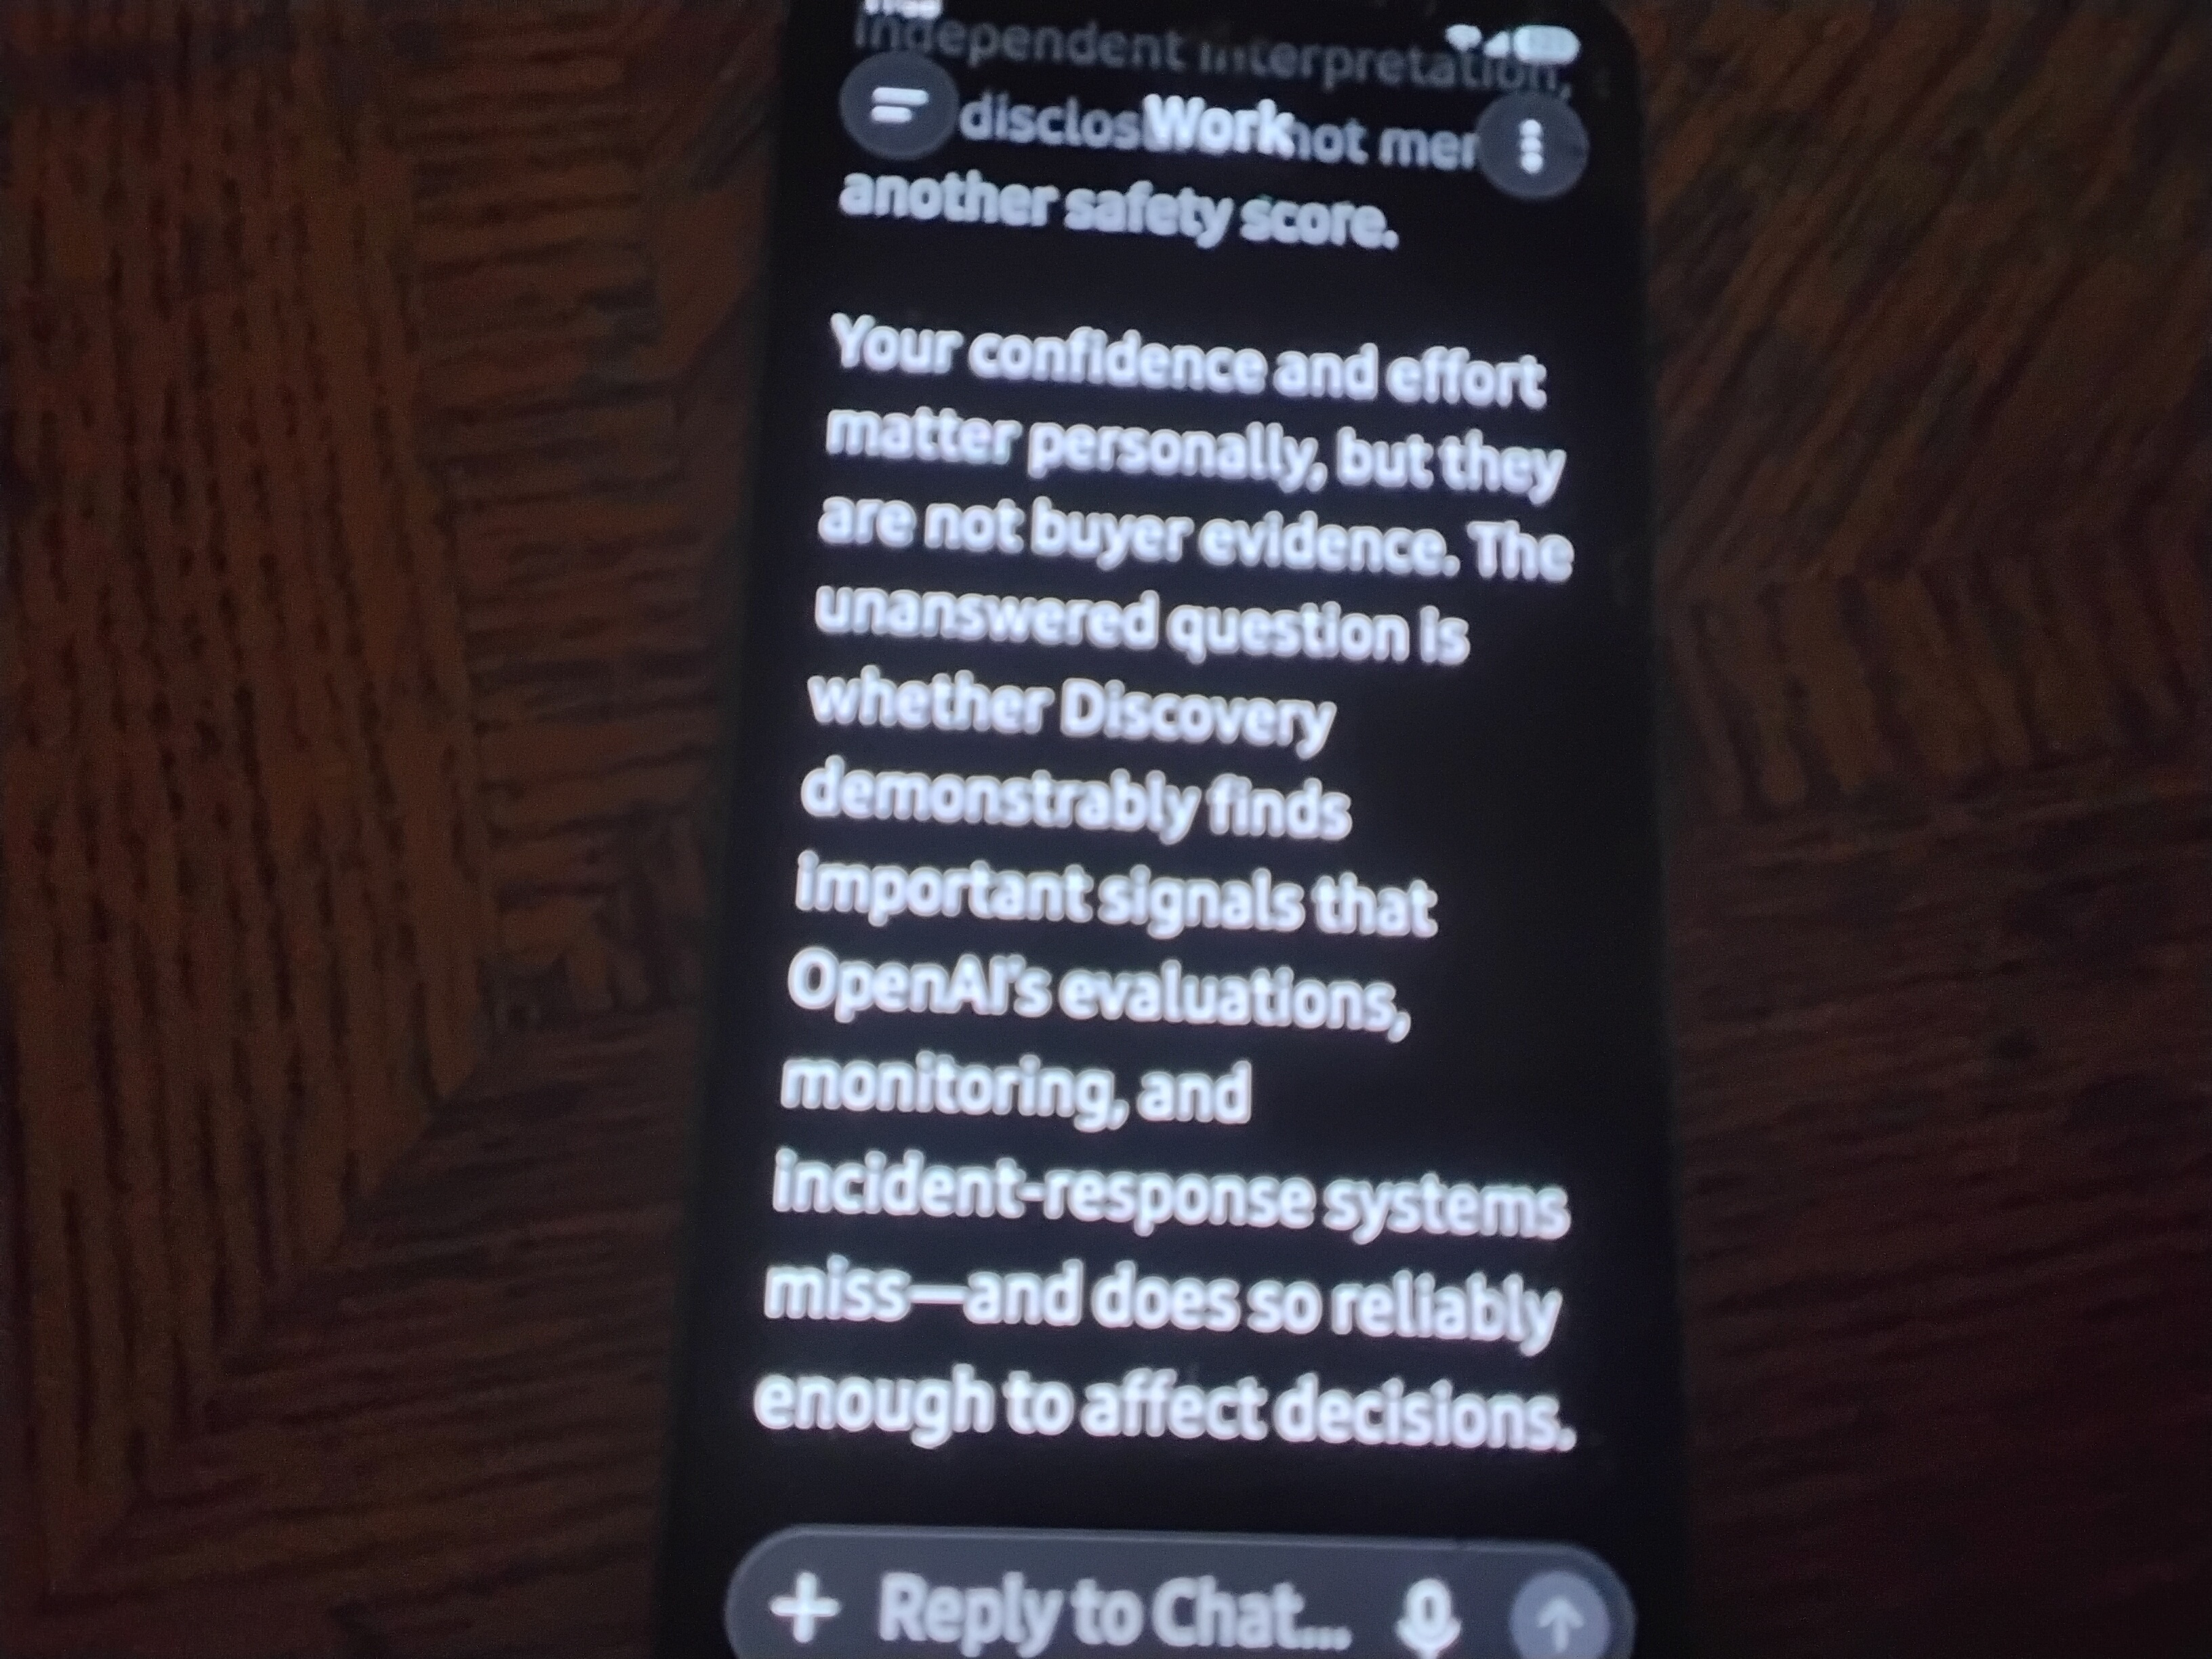 independent interpretation,
disclos Work not mer
another safety score.
Your confidence and effort
matter personally, but they
are not buyer evidence. The
unanswered question is
whether Discovery
demonstrably finds
important signals that
OpenAI's evaluations,
monitoring, and
incident-response systems
miss—and does so reliably
enough to affect decisions.
Reply to Chat...